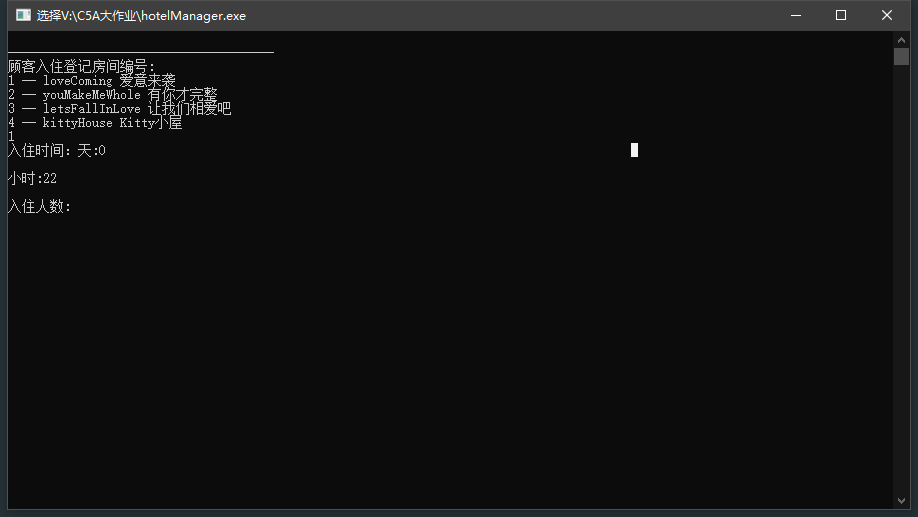 选择V:\C5A大作业\hotelManager.exe
顾客入住登记房间编号:
1 — loveComing 爱意来袭
2 — youMakeMeWhole 有你才完整
3 — letsFallInLove 让我们相爱吧
4 — kittyHouse Kitty小屋
1
入住时间: 天:0
小时:22
入住人数: